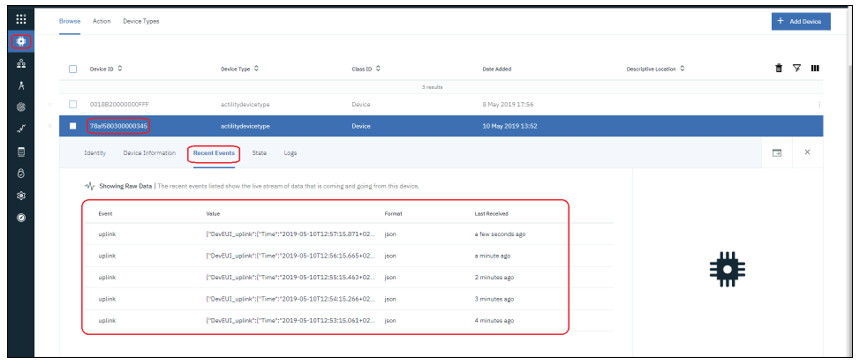 Browse Action Device Types + Add Device
Device ID Device Type Class ID Date Added Descriptive Location
3 results
0318B20000000FFF actilitydevicetype Device 8 May 2019 17:56
78af580300000345 actilitydevicetype Device 10 May 2019 13:52
Identity Device Information Recent Events State Logs
Showing Raw Data | The recent events listed show the live stream of data that is coming and going from this device.
Event Value Format Last Received
uplink {"DevEUI_uplink":{"Time":"2019-05-10T12:57:15.871+02... json a few seconds ago
uplink {"DevEUI_uplink":{"Time":"2019-05-10T12:56:15.665+02... json a minute ago
uplink {"DevEUI_uplink":{"Time":"2019-05-10T12:55:15.463+02... json 2 minutes ago
uplink {"DevEUI_uplink":{"Time":"2019-05-10T12:54:15.266+02... json 3 minutes ago
uplink {"DevEUI_uplink":{"Time":"2019-05-10T12:53:15.061+02... json 4 minutes ago